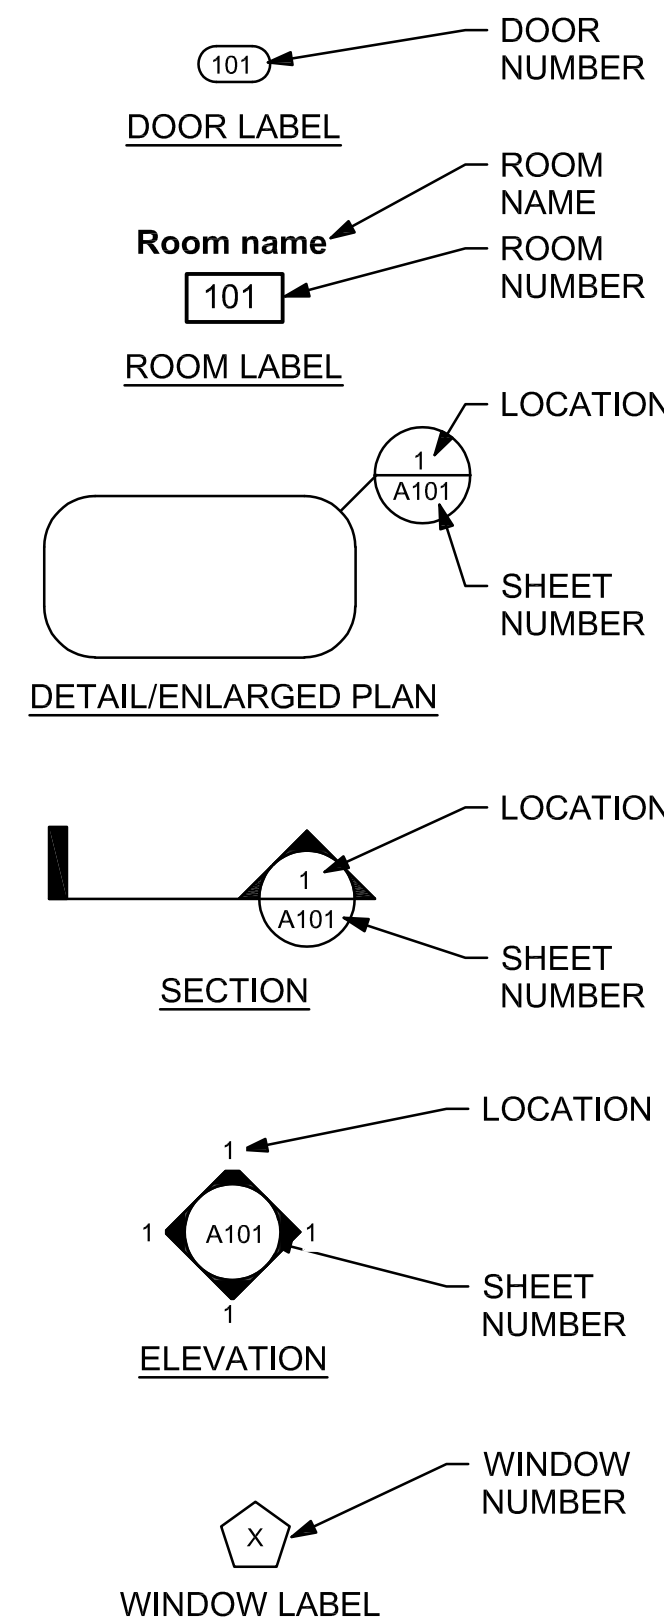 DOOR
NUMBER
101
DOOR LABEL
ROOM
NAME
Room name
ROOM
NUMBER
101
ROOM LABEL
LOCATION
1
A101
SHEET
NUMBER
DETAIL/ENLARGED PLAN
LOCATION
1
A101
SHEET
NUMBER
SECTION
LOCATION
1
1 A101 1
1
SHEET
NUMBER
ELEVATION
WINDOW
NUMBER
X
WINDOW LABEL